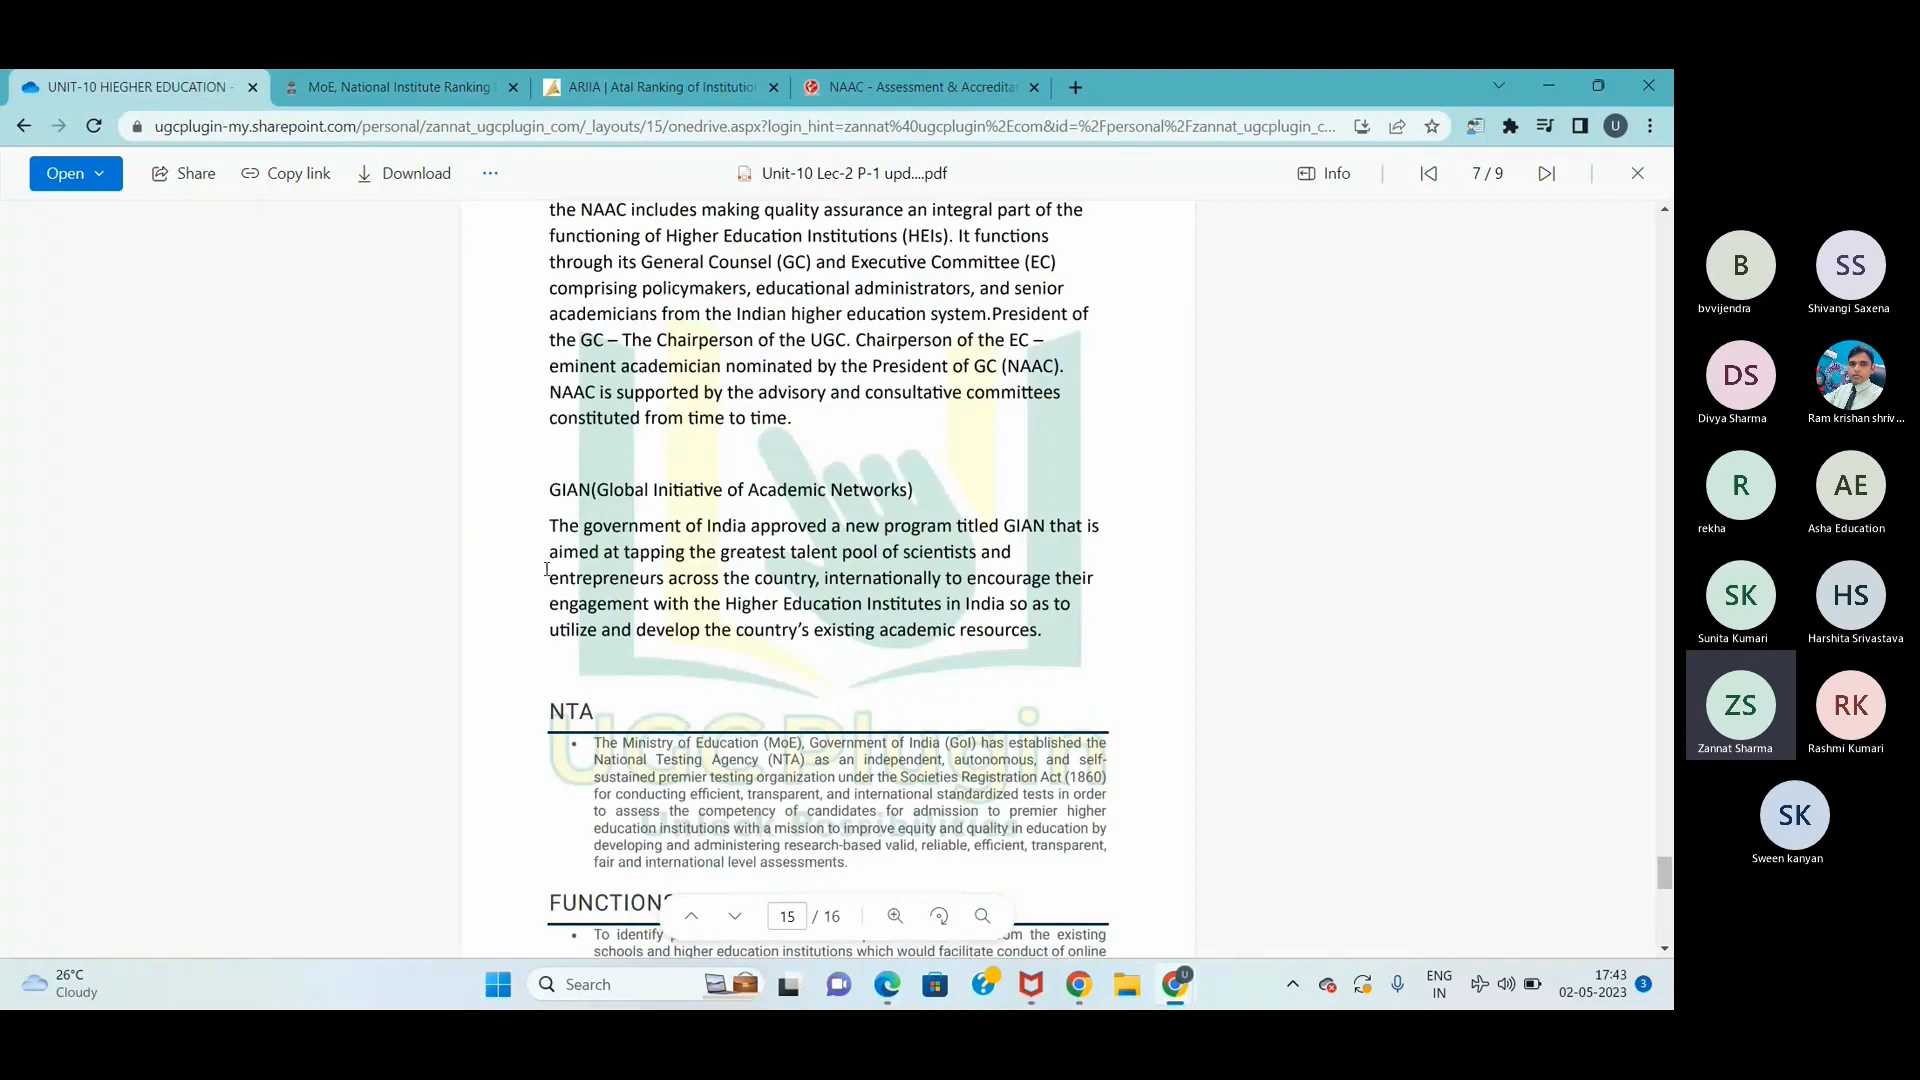 UNIT-10 HIEGHER EDUCATION -
MoE, National Institute Ranking
ARIIA | Atal Ranking of Institutio
NAAC - Assessment & Accredita
ugcplugin-my.sharepoint.com/personal/zannat_ugcplugin_com/_layouts/15/onedrive.aspx?login_hint=zannat%40ugcplugin%2Ecom&id=%2Fpersonal%2Fzannat_ugcplugin_c...
U
Open
Share
Copy link
Download
Unit-10 Lec-2 P-1 upd....pdf
Info
7 / 9
the NAAC includes making quality assurance an integral part of the
functioning of Higher Education Institutions (HEIs). It functions
through its General Counsel (GC) and Executive Committee (EC)
comprising policymakers, educational administrators, and senior
academicians from the Indian higher education system.President of
the GC – The Chairperson of the UGC. Chairperson of the EC –
eminent academician nominated by the President of GC (NAAC).
NAAC is supported by the advisory and consultative committees
constituted from time to time.
GIAN(Global Initiative of Academic Networks)
The government of India approved a new program titled GIAN that is
aimed at tapping the greatest talent pool of scientists and
entrepreneurs across the country, internationally to encourage their
engagement with the Higher Education Institutes in India so as to
utilize and develop the country's existing academic resources.
NTA
• The Ministry of Education (MoE), Government of India (GoI) has established the
National Testing Agency (NTA) as an independent, autonomous, and self-
sustained premier testing organization under the Societies Registration Act (1860)
for conducting efficient, transparent, and international standardized tests in order
to assess the competency of candidates for admission to premier higher
education institutions with a mission to improve equity and quality in education by
developing and administering research-based valid, reliable, efficient, transparent,
fair and international level assessments.
UGCPlugin
Unlock Possibilities
FUNCTIONS
15 / 16
• To identify
om the existing
schools and higher education institutions which would facilitate conduct of online
B
bvvijendra
SS
Shivangi Saxena
DS
Divya Sharma
Ram krishan shriv...
R
rekha
AE
Asha Education
SK
Sunita Kumari
HS
Harshita Srivastava
ZS
Zannat Sharma
RK
Rashmi Kumari
SK
Sween kanyan
26°C
Cloudy
Search
U
ENG
IN
17:43
02-05-2023
3